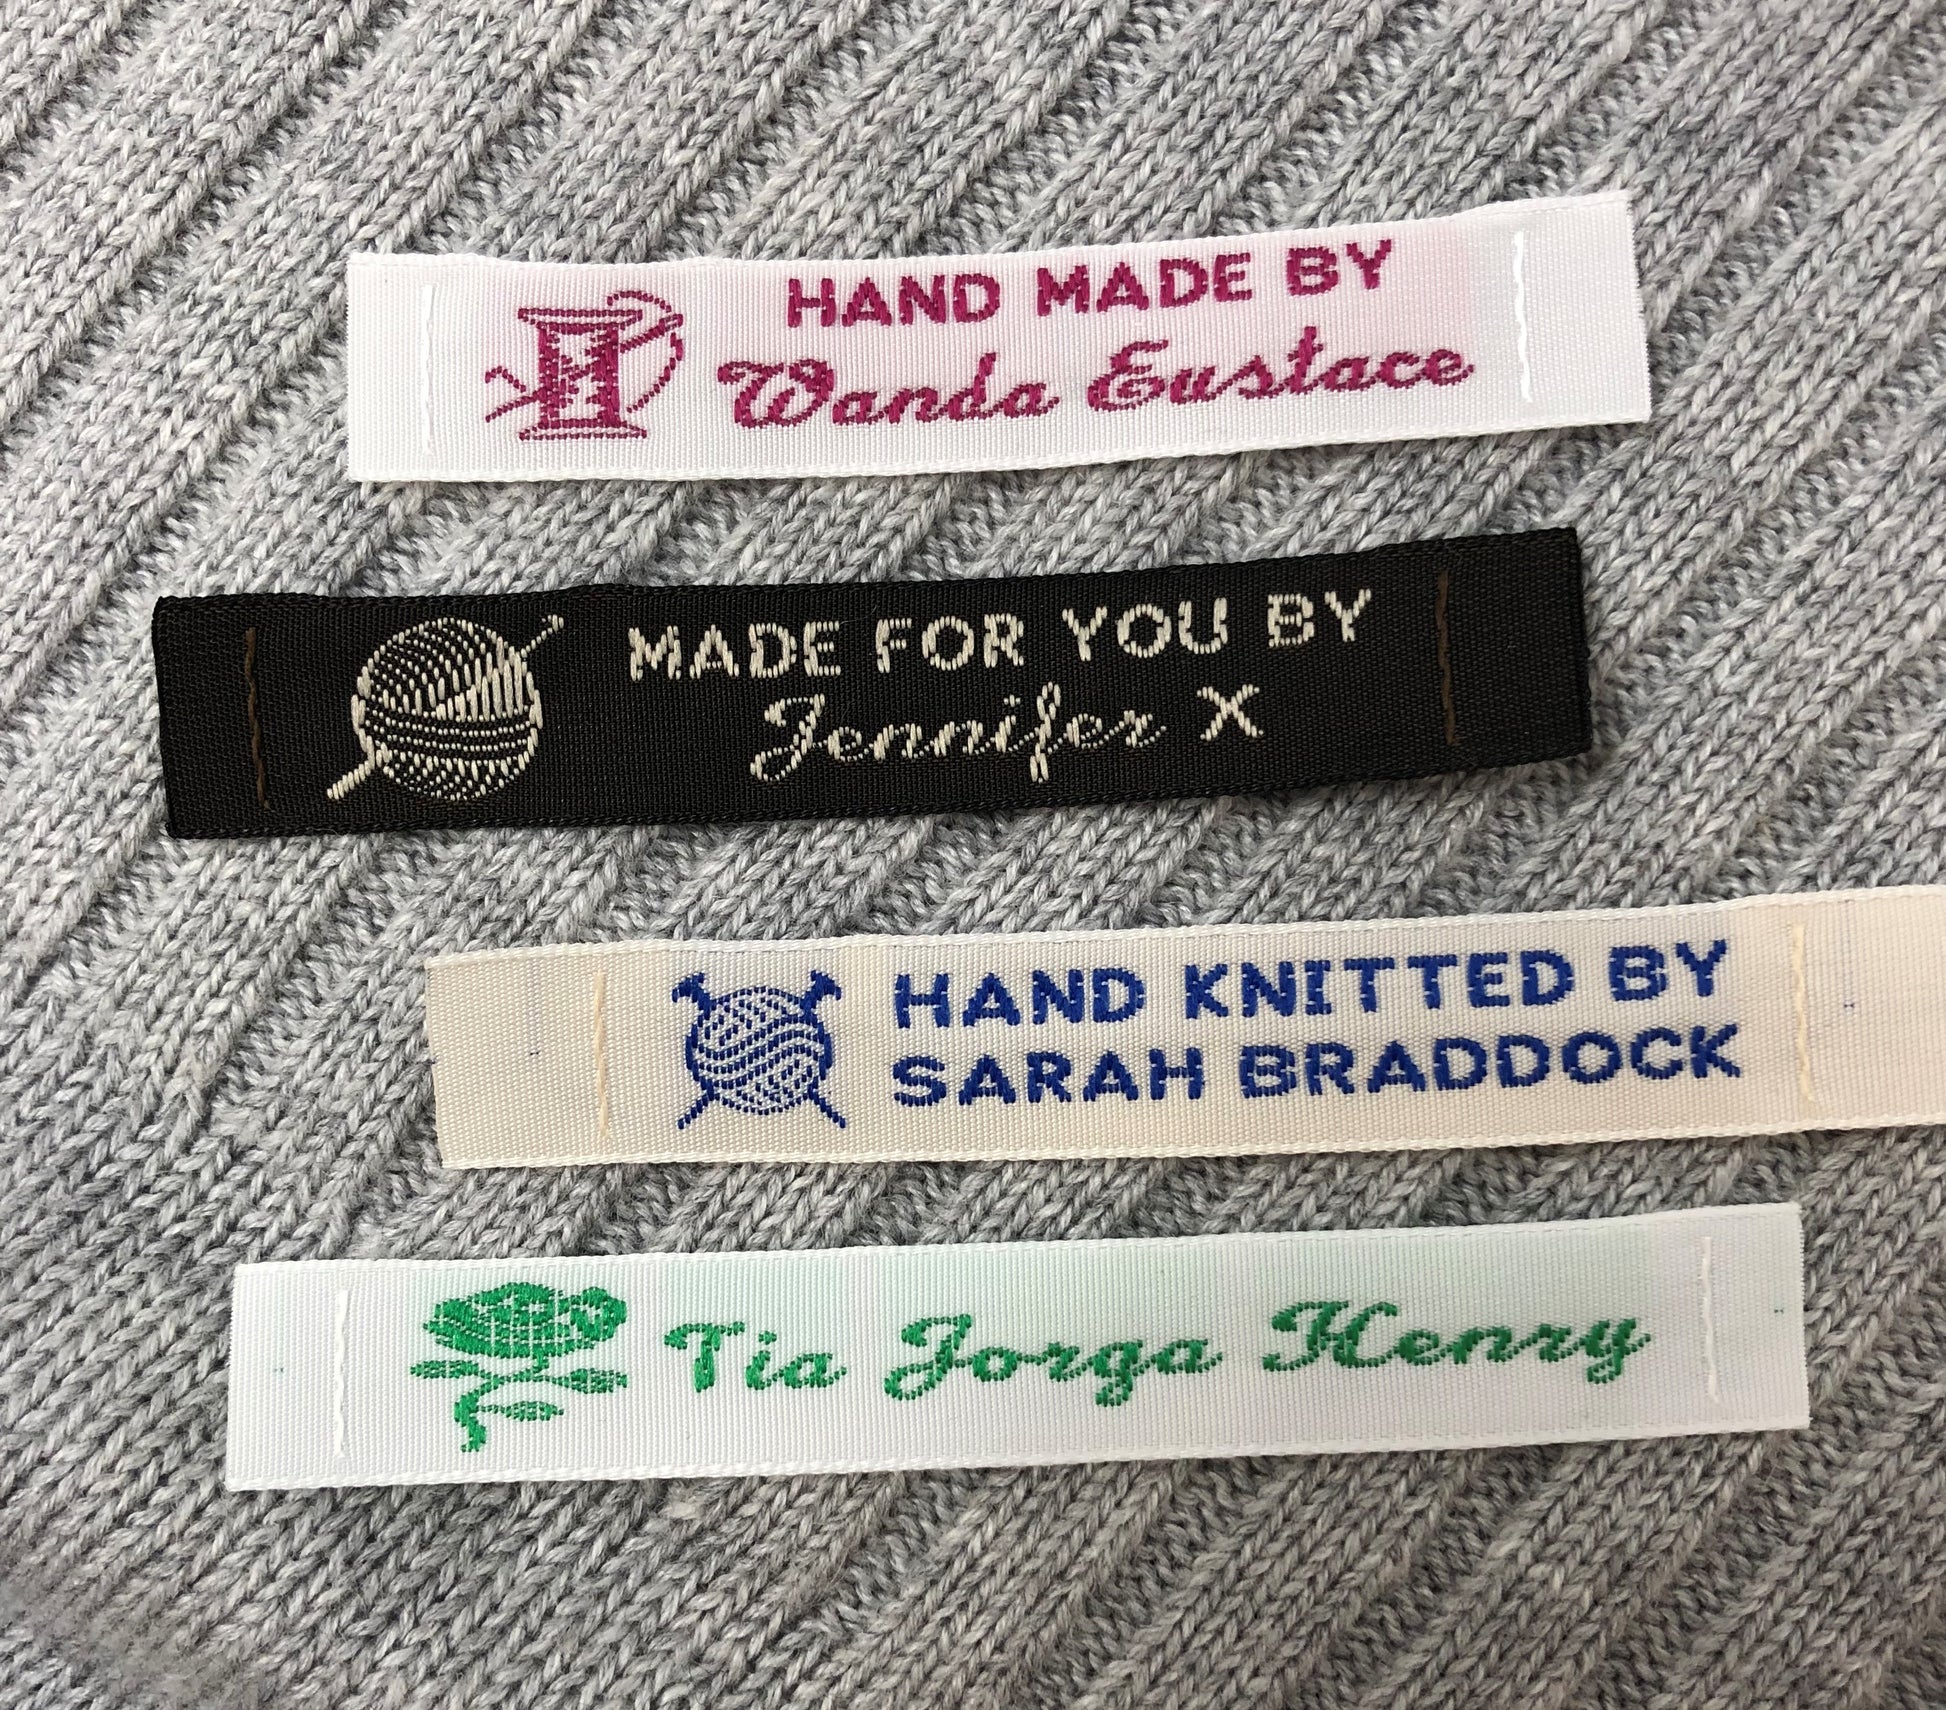 HAND MADE BY
Wanda Eustace
MADE FOR YOU BY
Jennifer X
HAND KNITTED BY
SARAH BRADDOCK
Tia Jorga Henry